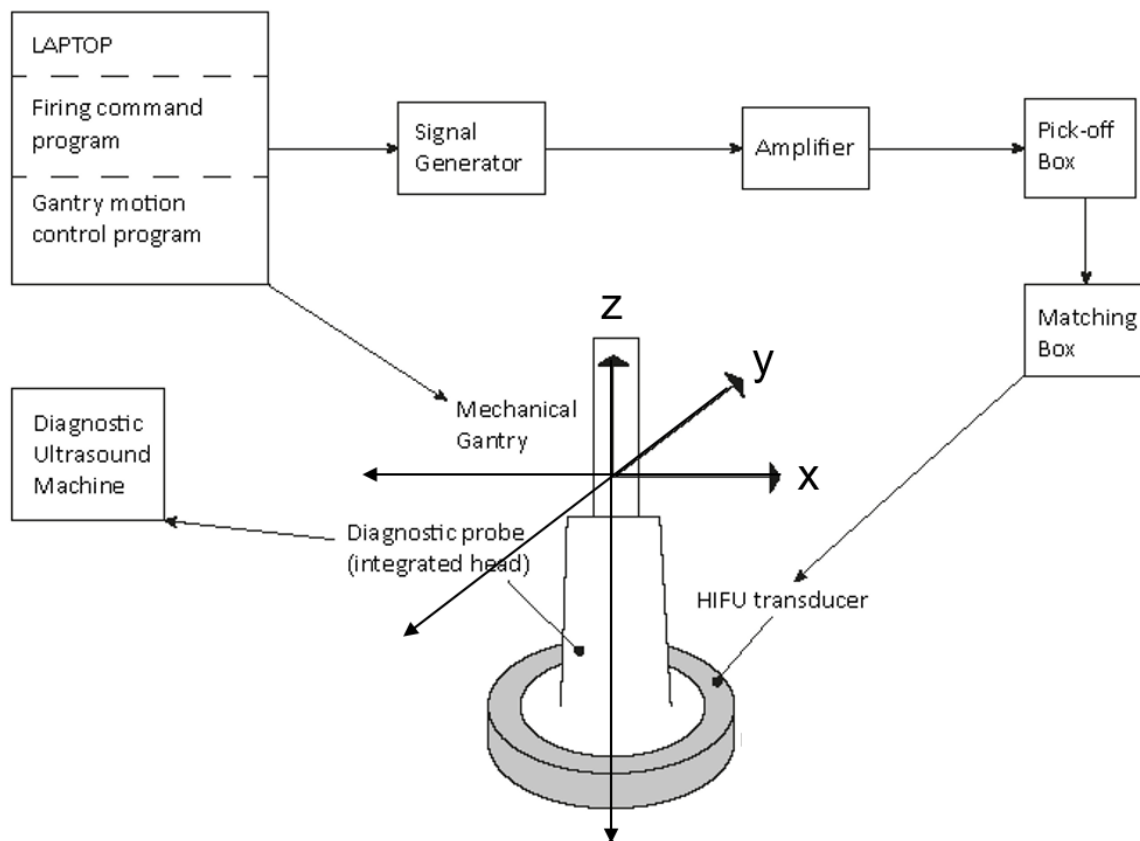 LAPTOP
Firing command
program
Gantry motion
control program
Signal
Generator
Amplifier
Pick-off
Box
Matching
Box
z
y
x
Mechanical
Gantry
Diagnostic
Ultrasound
Machine
Diagnostic probe
(integrated head)
HIFU transducer